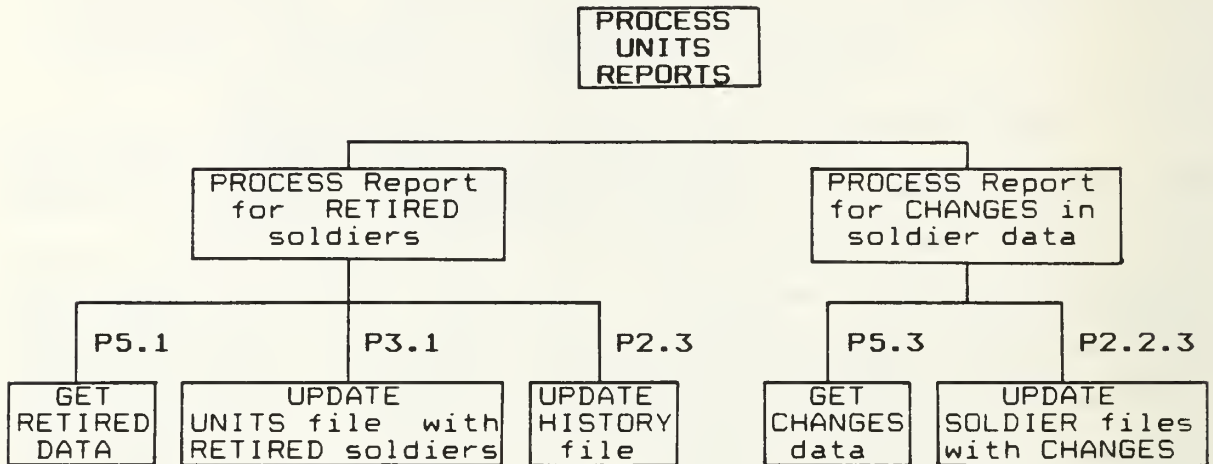 PROCESS
UNITS
REPORTS
PROCESS Report
for RETIRED
soldiers
PROCESS Report
for CHANGES in
soldier data
P5.1
P3.1
P2.3
P5.3
P2.2.3
GET
RETIRED
DATA
UPDATE
UNITS file with
RETIRED soldiers
UPDATE
HISTORY
file
GET
CHANGES
data
UPDATE
SOLDIER files
with CHANGES